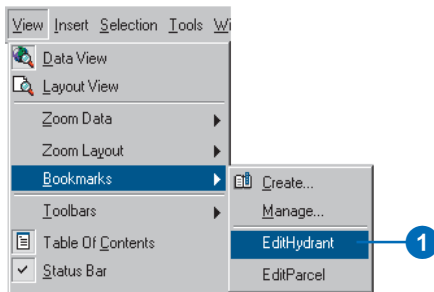 View Insert Selection Tools
Data View
Layout View
Zoom Data
Zoom Layout
Bookmarks
Create...
Manage...
Toolbars
Table Of Contents
EditHydrant
1
Status Bar
EditParcel